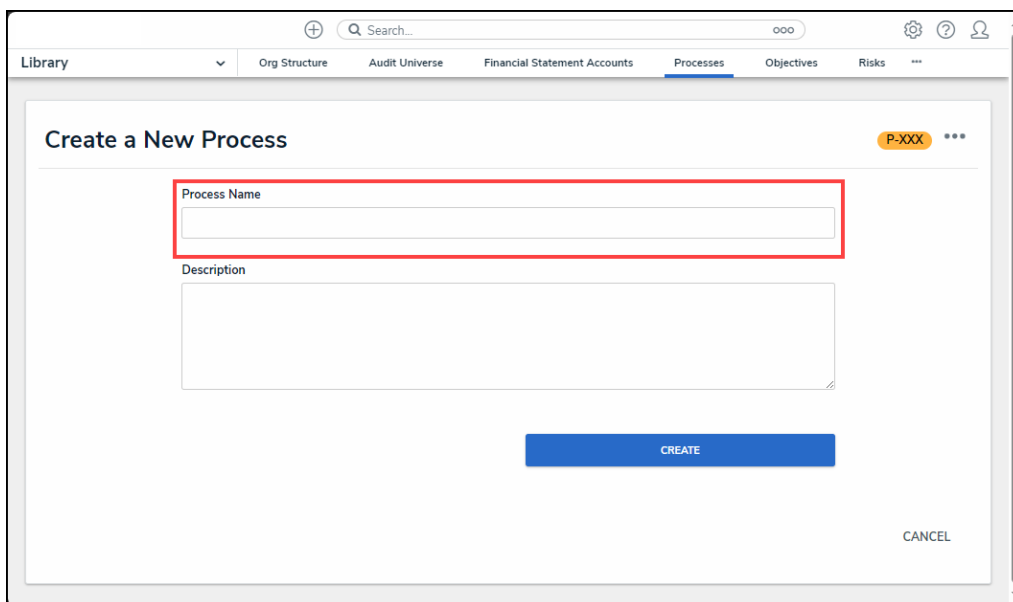 Search... ooo
Library Org Structure Audit Universe Financial Statement Accounts Processes Objectives Risks
Create a New Process P-XXX
Process Name
Description
CREATE
CANCEL